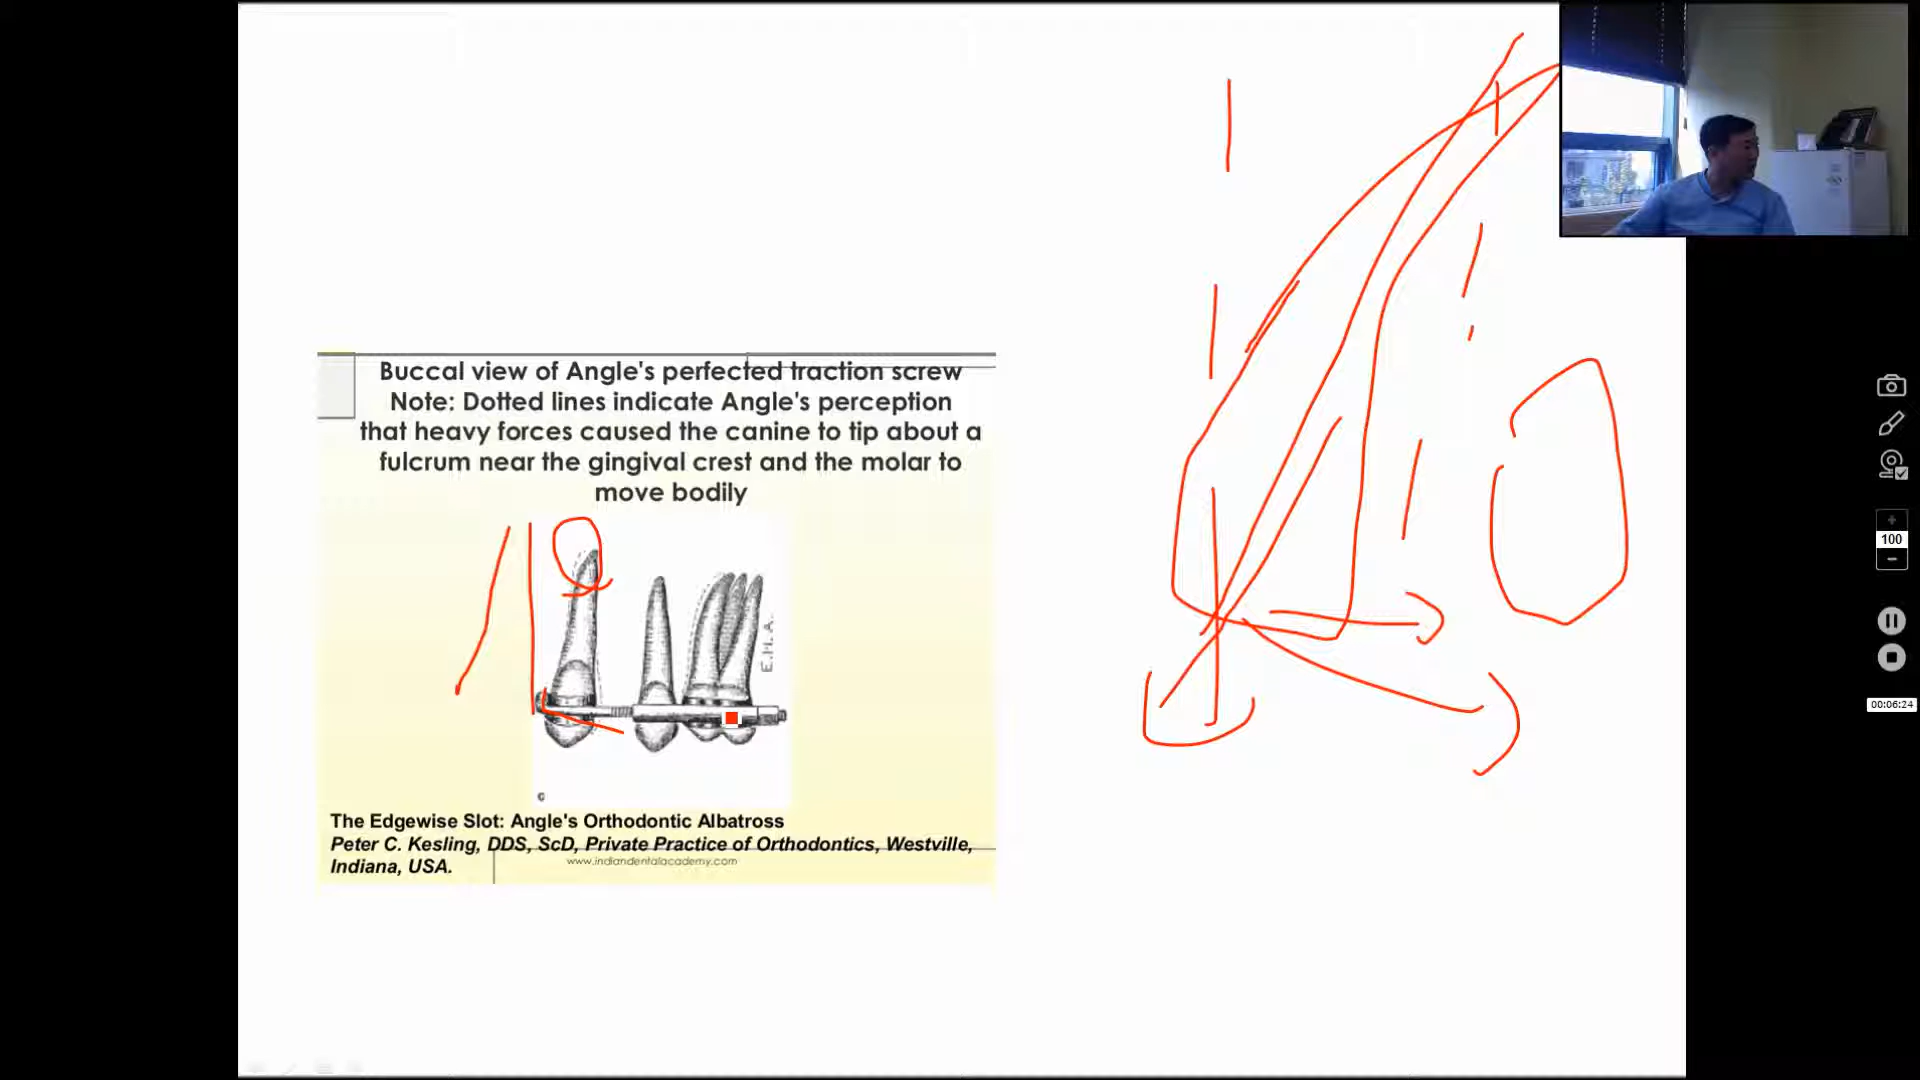 Buccal view of Angle's perfected traction screw
Note: Dotted lines indicate Angle's perception
that heavy forces caused the canine to tip about a
fulcrum near the gingival crest and the molar to
move bodily
E.H.A.
c
The Edgewise Slot: Angle's Orthodontic Albatross
Peter C. Kesling, DDS, ScD, Private Practice of Orthodontics, Westville,
www.indiandentalacademy.com
Indiana, USA.
100
00:06:24